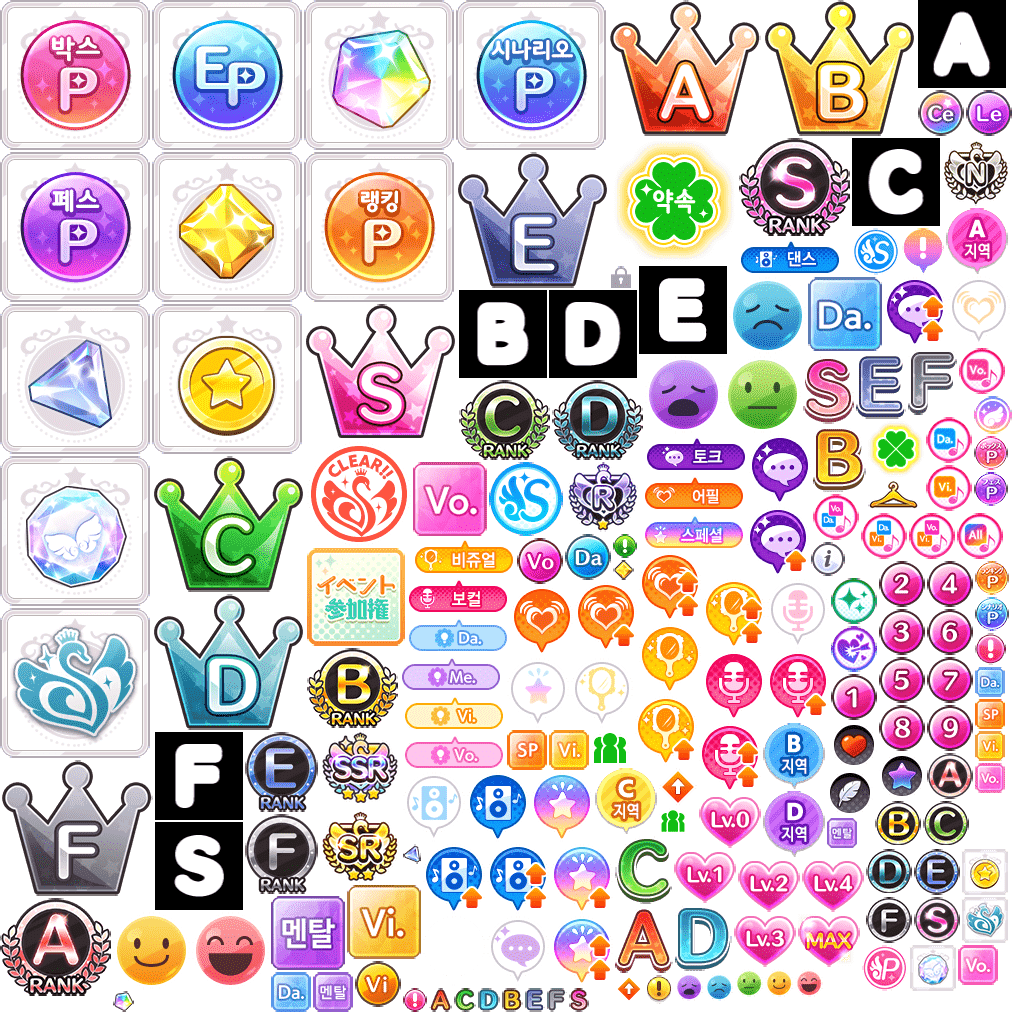 박스
P
EP
시나리오
P
A
B
A
Ce
Le
페스
P
랭킹
P
E
약속
S
RANK
C
N
댄스
A
지역
B
D
E
Da.
S
C
RANK
D
RANK
S
E
F
Vo.
CLEAR!!
Vo.
S
R
토크
어필
스페셜
B
Da.
Vi.
C
イベント
参加権
비쥬얼
보컬
Da.
Me.
Vi.
Vo.
Vo
Da
All
i
2
4
3
6
5
7
8
9
1
D
B
RANK
SP
Vi.
B
지역
C
지역
D
지역
멘탈
Da.
SP
Vi.
Vo.
F
E
RANK
SSR
F
S
F
RANK
SR
A
B
C
D
E
F
S
Lv.0
Lv.1
Lv.2
Lv.4
Lv.3
MAX
C
A
D
A
RANK
멘탈
Vi.
Da.
멘탈
Vi
A C D B E F S
P
Vo.